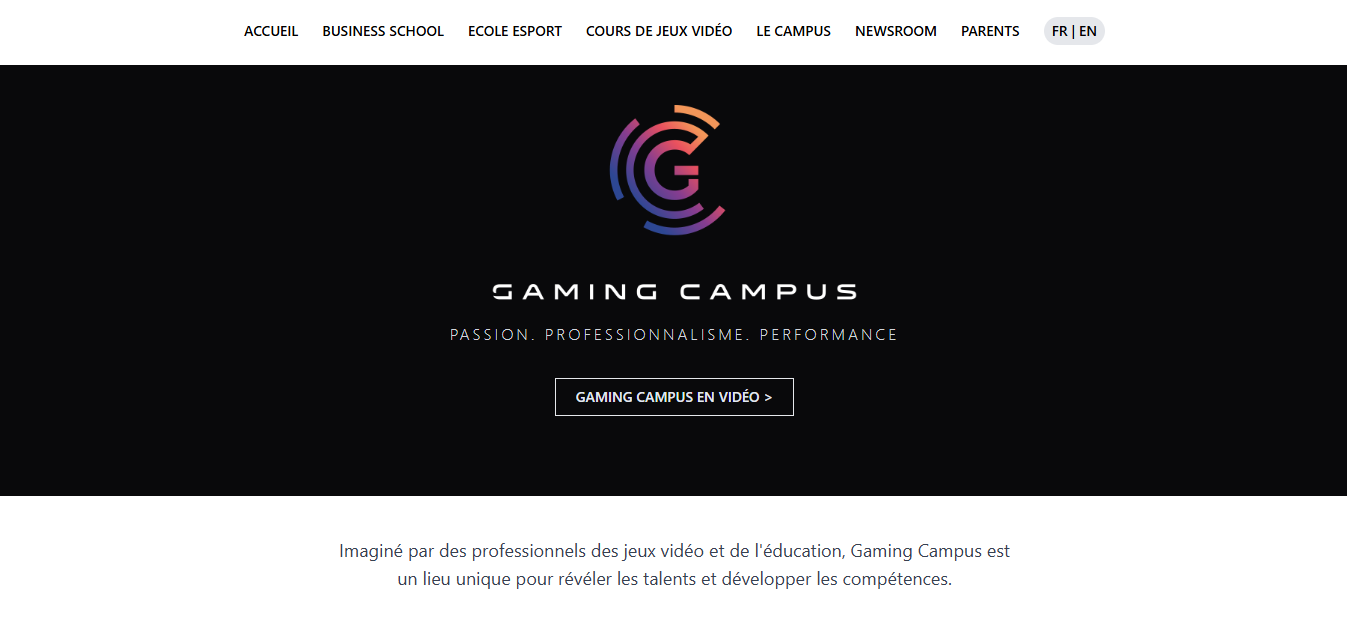 ACCUEIL BUSINESS SCHOOL ECOLE ESPORT COURS DE JEUX VIDÉO LE CAMPUS NEWSROOM PARENTS FR | EN
G
GAMING CAMPUS
PASSION. PROFESSIONNALISME. PERFORMANCE
GAMING CAMPUS EN VIDÉO >
Imaginé par des professionnels des jeux vidéo et de l'éducation, Gaming Campus est
un lieu unique pour révéler les talents et développer les compétences.